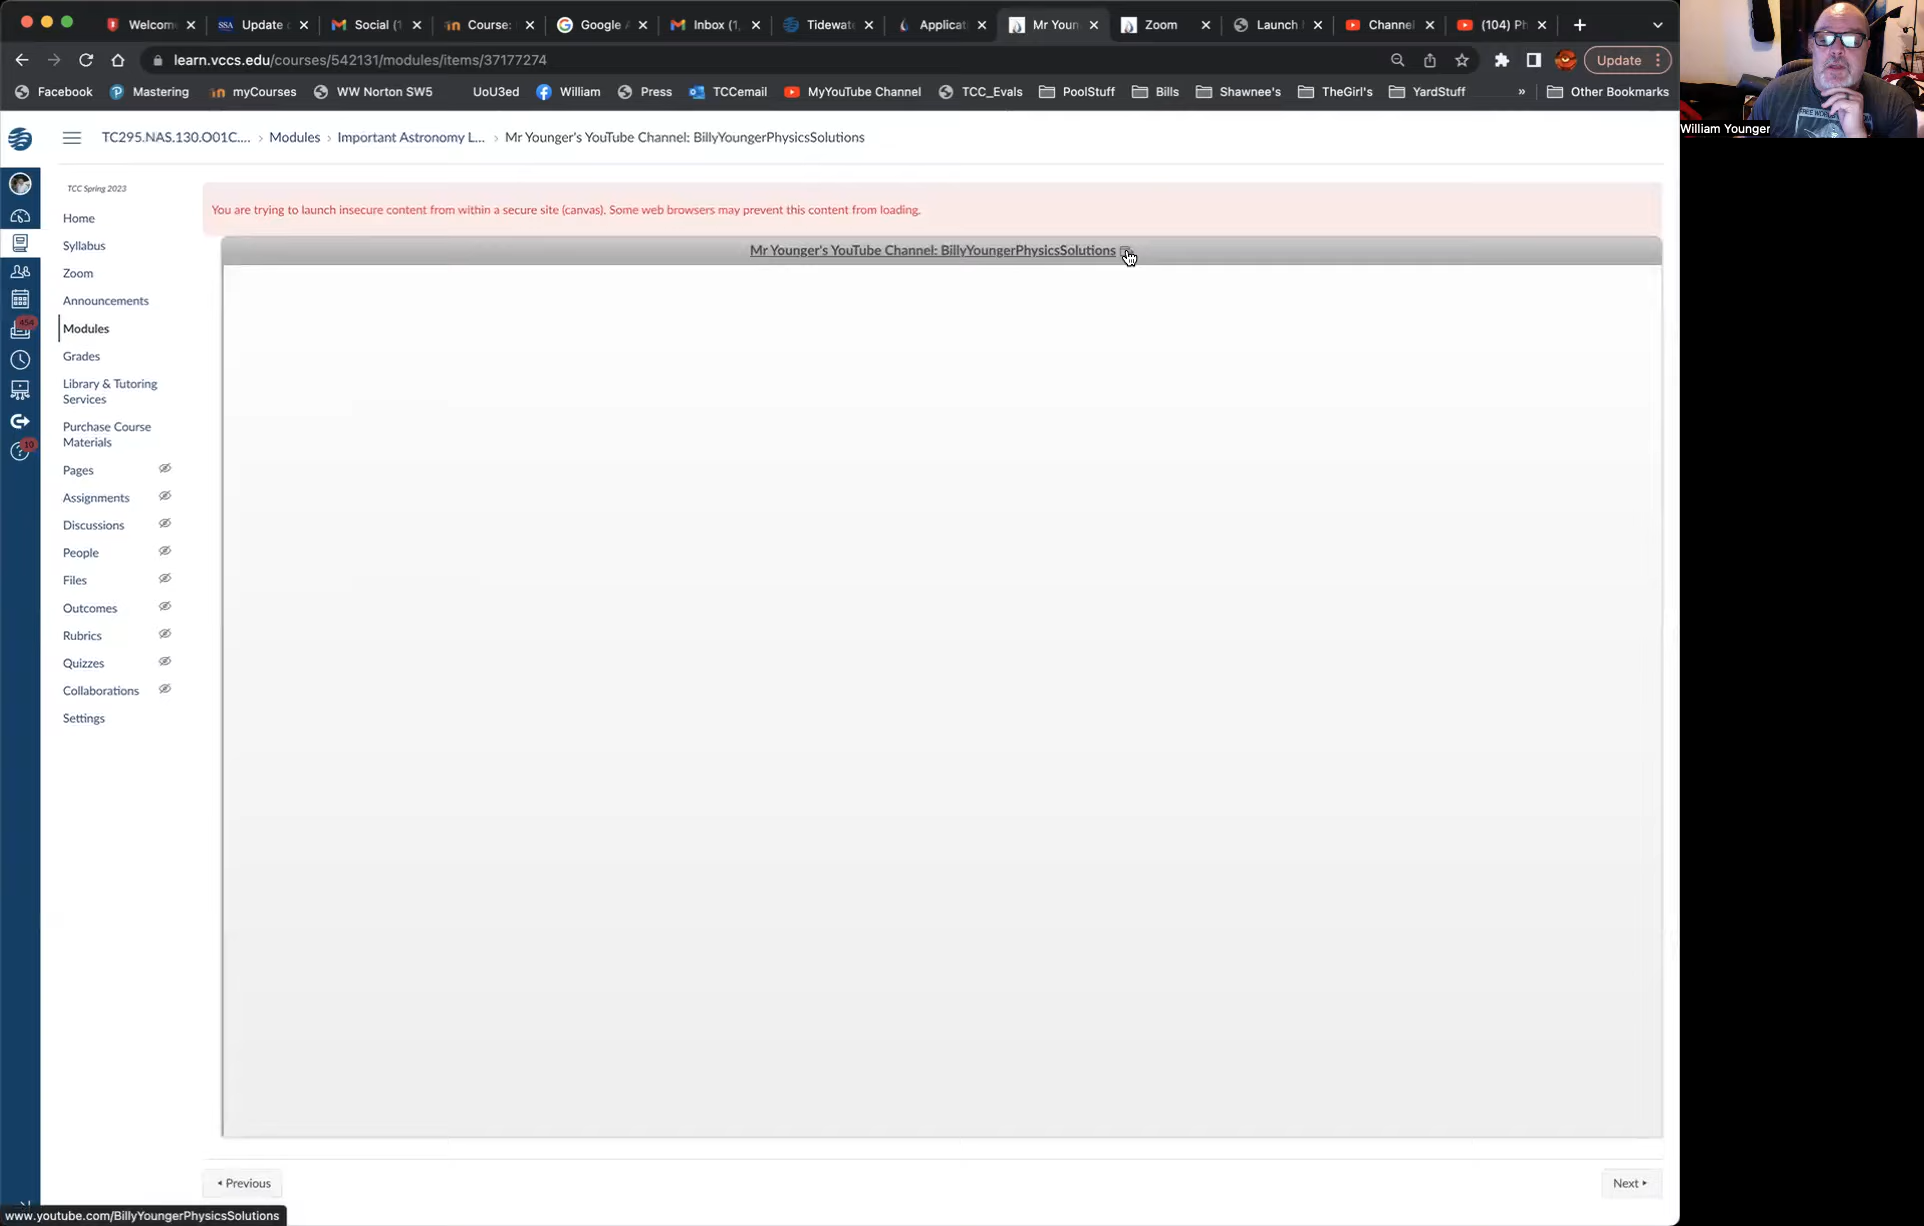 Welcom
Update
Social (1
Course:
Google
Inbox (1,
Tidewat
Applicat
Mr Youn
Zoom
Launch
Channel
(104) Ph
learn.vccs.edu/courses/542131/modules/items/37177274
Update
Facebook
Mastering
myCourses
WW Norton SW5
UoU3ed
William
Press
TCCemail
MyYouTube Channel
TCC_Evals
PoolStuff
Bills
Shawnee's
TheGirl's
YardStuff
»
Other Bookmarks
William Younger
TC295.NAS.130.O01C.... › Modules › Important Astronomy L... › Mr Younger's YouTube Channel: BillyYoungerPhysicsSolutions
TCC Spring 2023
Home
Syllabus
Zoom
Announcements
Modules
Grades
Library & Tutoring
Services
Purchase Course
Materials
Pages
Assignments
Discussions
People
Files
Outcomes
Rubrics
Quizzes
Collaborations
Settings
454
10
You are trying to launch insecure content from within a secure site (canvas). Some web browsers may prevent this content from loading.
Mr Younger's YouTube Channel: BillyYoungerPhysicsSolutions
Previous
Next
www.youtube.com/BillyYoungerPhysicsSolutions